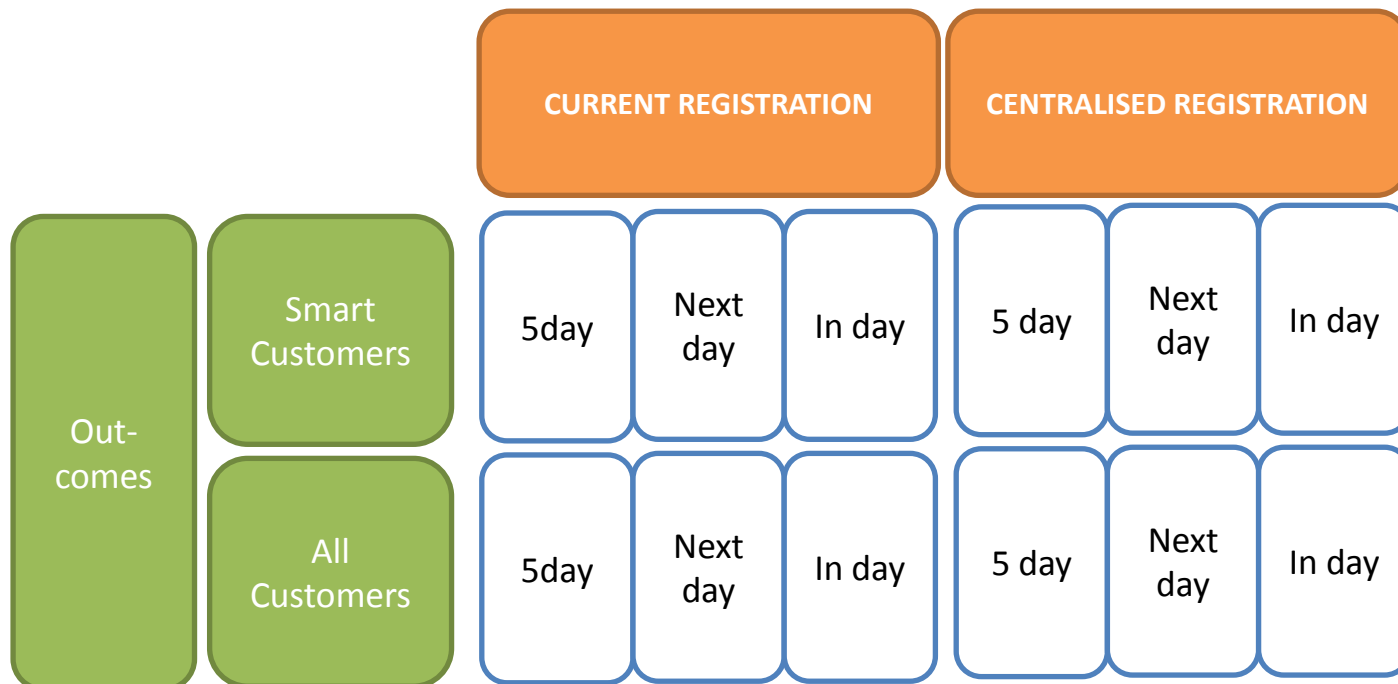 CURRENT REGISTRATION
CENTRALISED REGISTRATION
Out-
comes
Smart
Customers
5day
Next
day
In day
5 day
Next
day
In day
All
Customers
5day
Next
day
In day
5 day
Next
day
In day